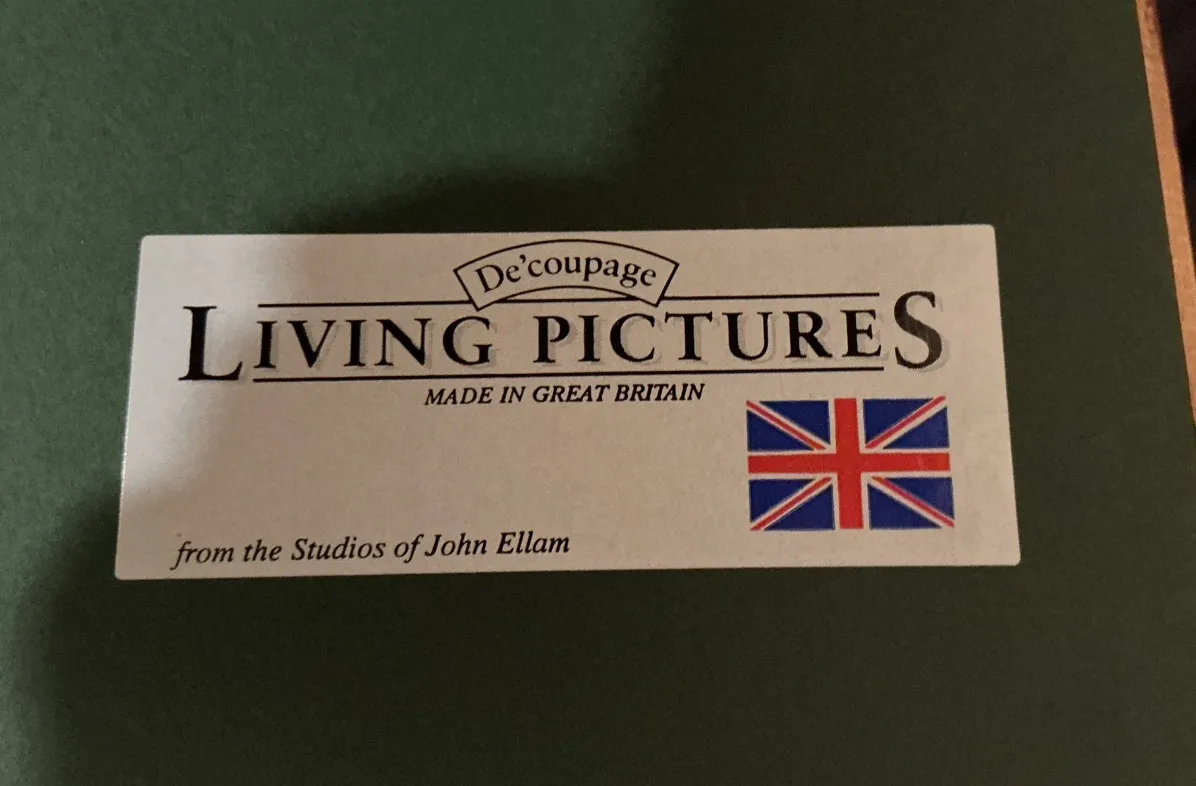 De'coupage
LIVING PICTURES
MADE IN GREAT BRITAIN
from the Studios of John Ellam